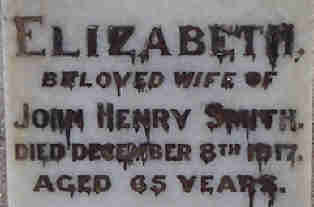 ELIZABETH,
BELOVED WIFE OF
JOHN HENRY SMITH.
DIED DECEMBER 8TH 1917.
AGED 65 YEARS.